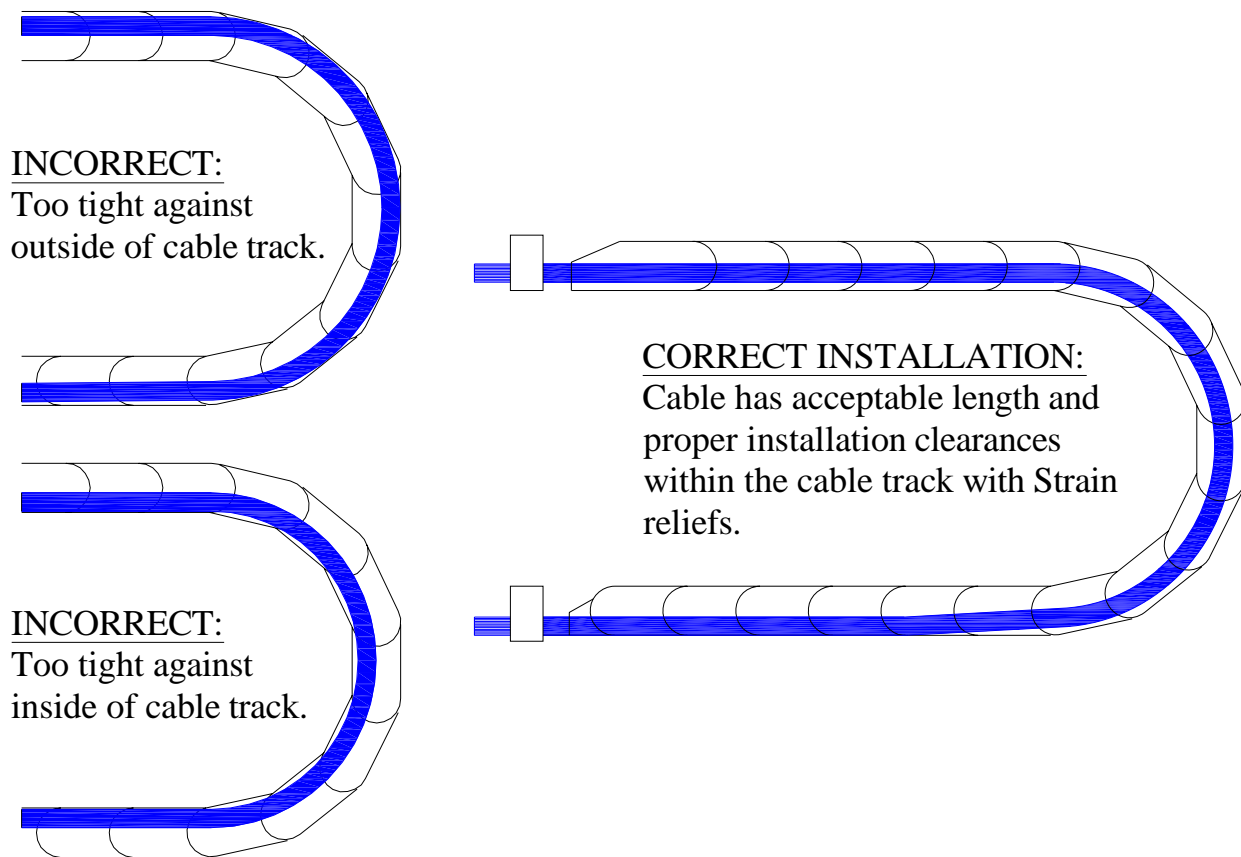 INCORRECT:
Too tight against
outside of cable track.
CORRECT INSTALLATION:
Cable has acceptable length and
proper installation clearances
within the cable track with Strain
reliefs.
INCORRECT:
Too tight against
inside of cable track.